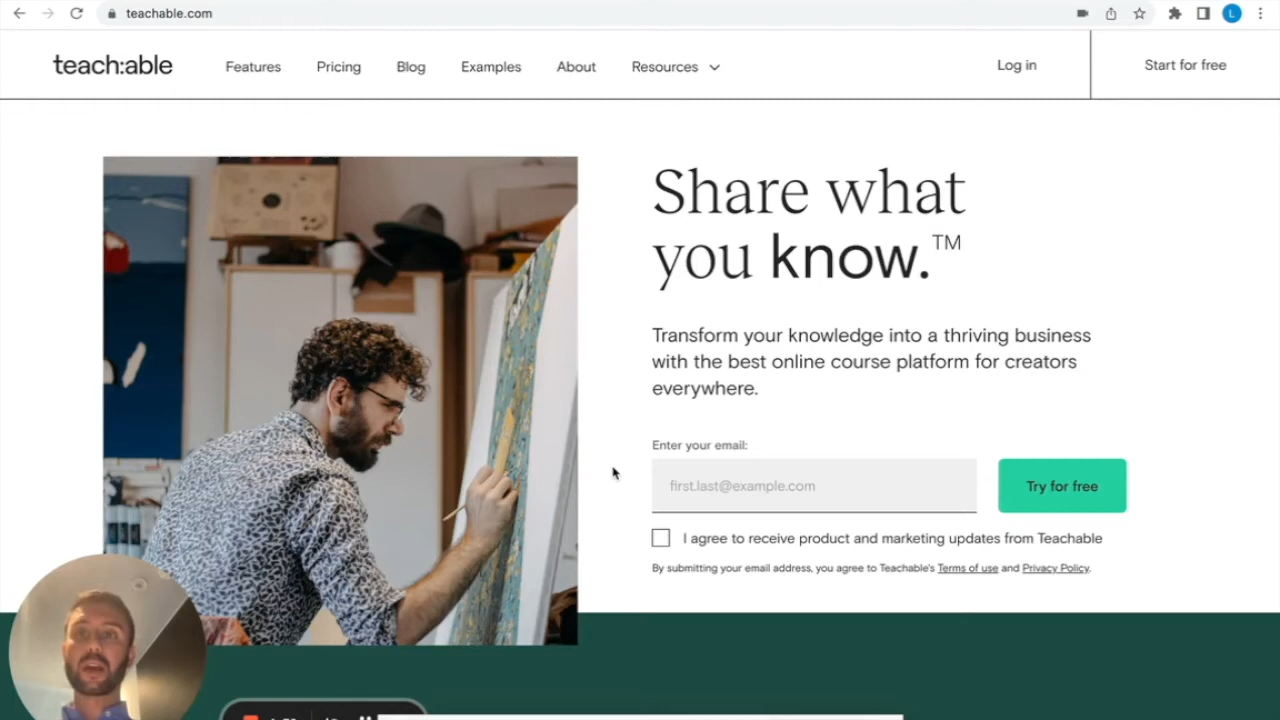 teachable.com
L
teach:able
Features
Pricing
Blog
Examples
About
Resources
Log in
Start for free
Share what
you know.™
Transform your knowledge into a thriving business
with the best online course platform for creators
everywhere.
Enter your email:
first.last@example.com
Try for free
I agree to receive product and marketing updates from Teachable
By submitting your email address, you agree to Teachable's Terms of use and Privacy Policy.